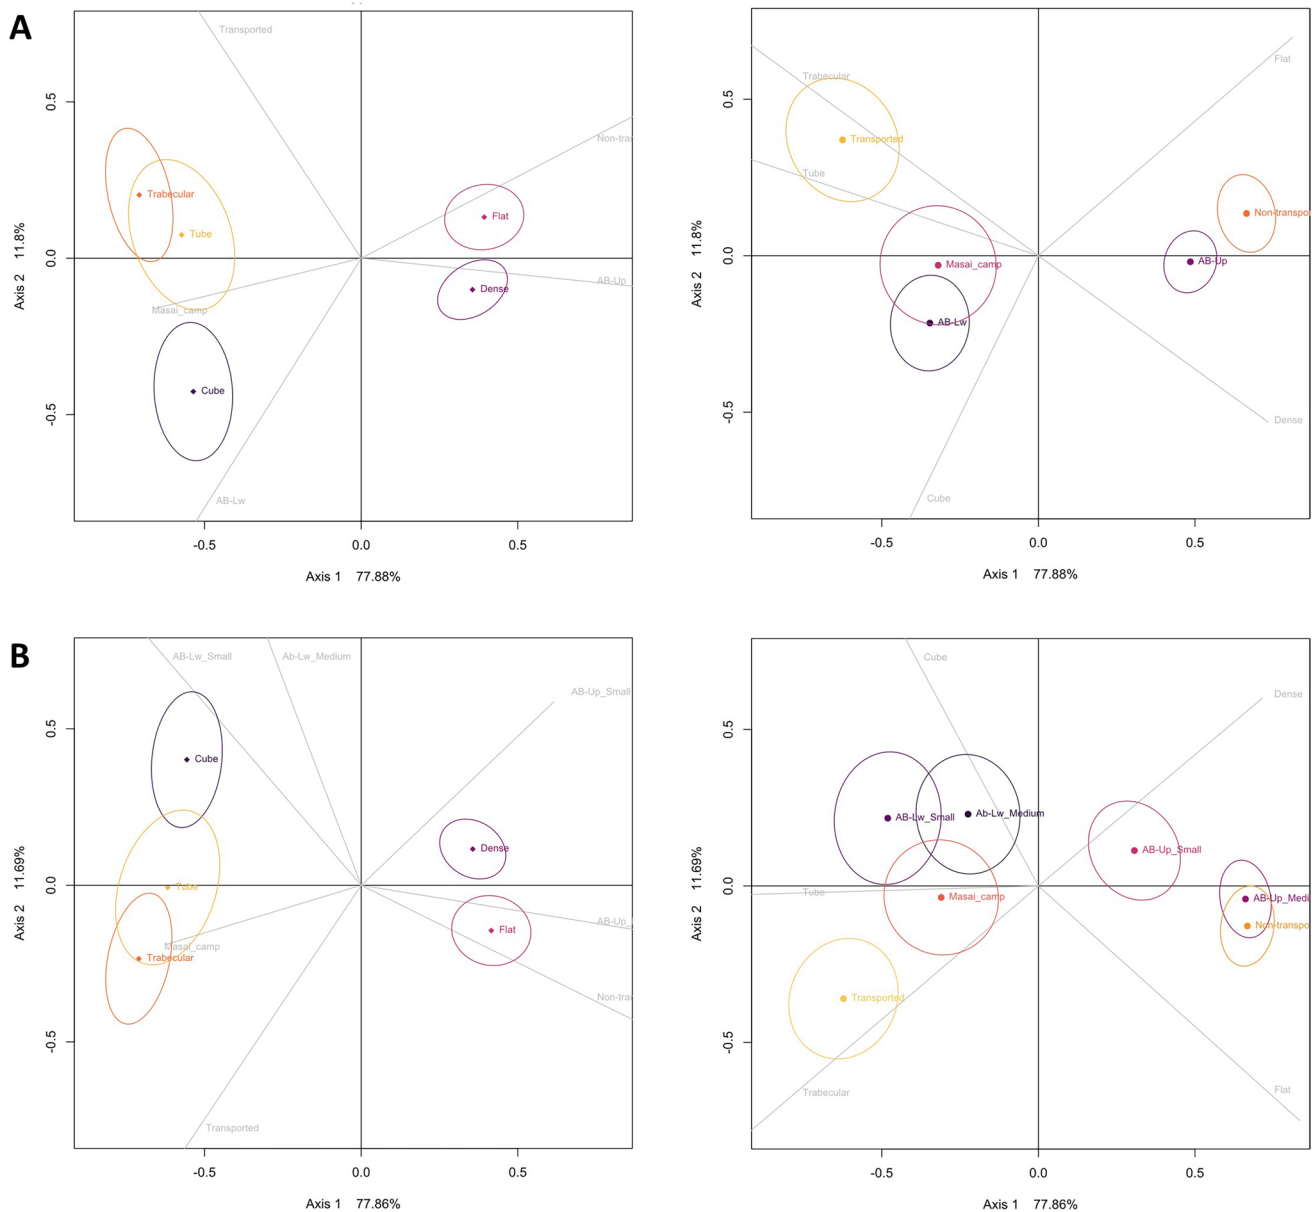 A
Transported
Non-tra
Trabecular
Tube
Flat
AB-Up
Dense
Masai_camp
Cube
AB-Lw
0.5
0.0
-0.5
Axis 2 11.8%
-0.5 0.0 0.5
Axis 1 77.88%
Trabecular
Flat
Transported
Tube
Non-transpo
Masai_camp
AB-Up
AB-Lw
Dense
Cube
0.5
0.0
-0.5
Axis 2 11.8%
-0.5 0.0 0.5
Axis 1 77.88%
B
AB-Lw_Small
Ab-Lw_Medium
AB-Up_Small
Cube
Dense
Tube
AB-Up_
Flat
Masai_camp
Trabecular
Non-tra
Transported
0.5
0.0
-0.5
Axis 2 11.69%
-0.5 0.0 0.5
Axis 1 77.86%
Cube
Dense
AB-Lw_Small
Ab-Lw_Medium
AB-Up_Small
Tube
Masai_camp
AB-Up_Medi
Non-transpo
Transported
Trabecular
Flat
0.5
0.0
-0.5
Axis 2 11.69%
-0.5 0.0 0.5
Axis 1 77.86%